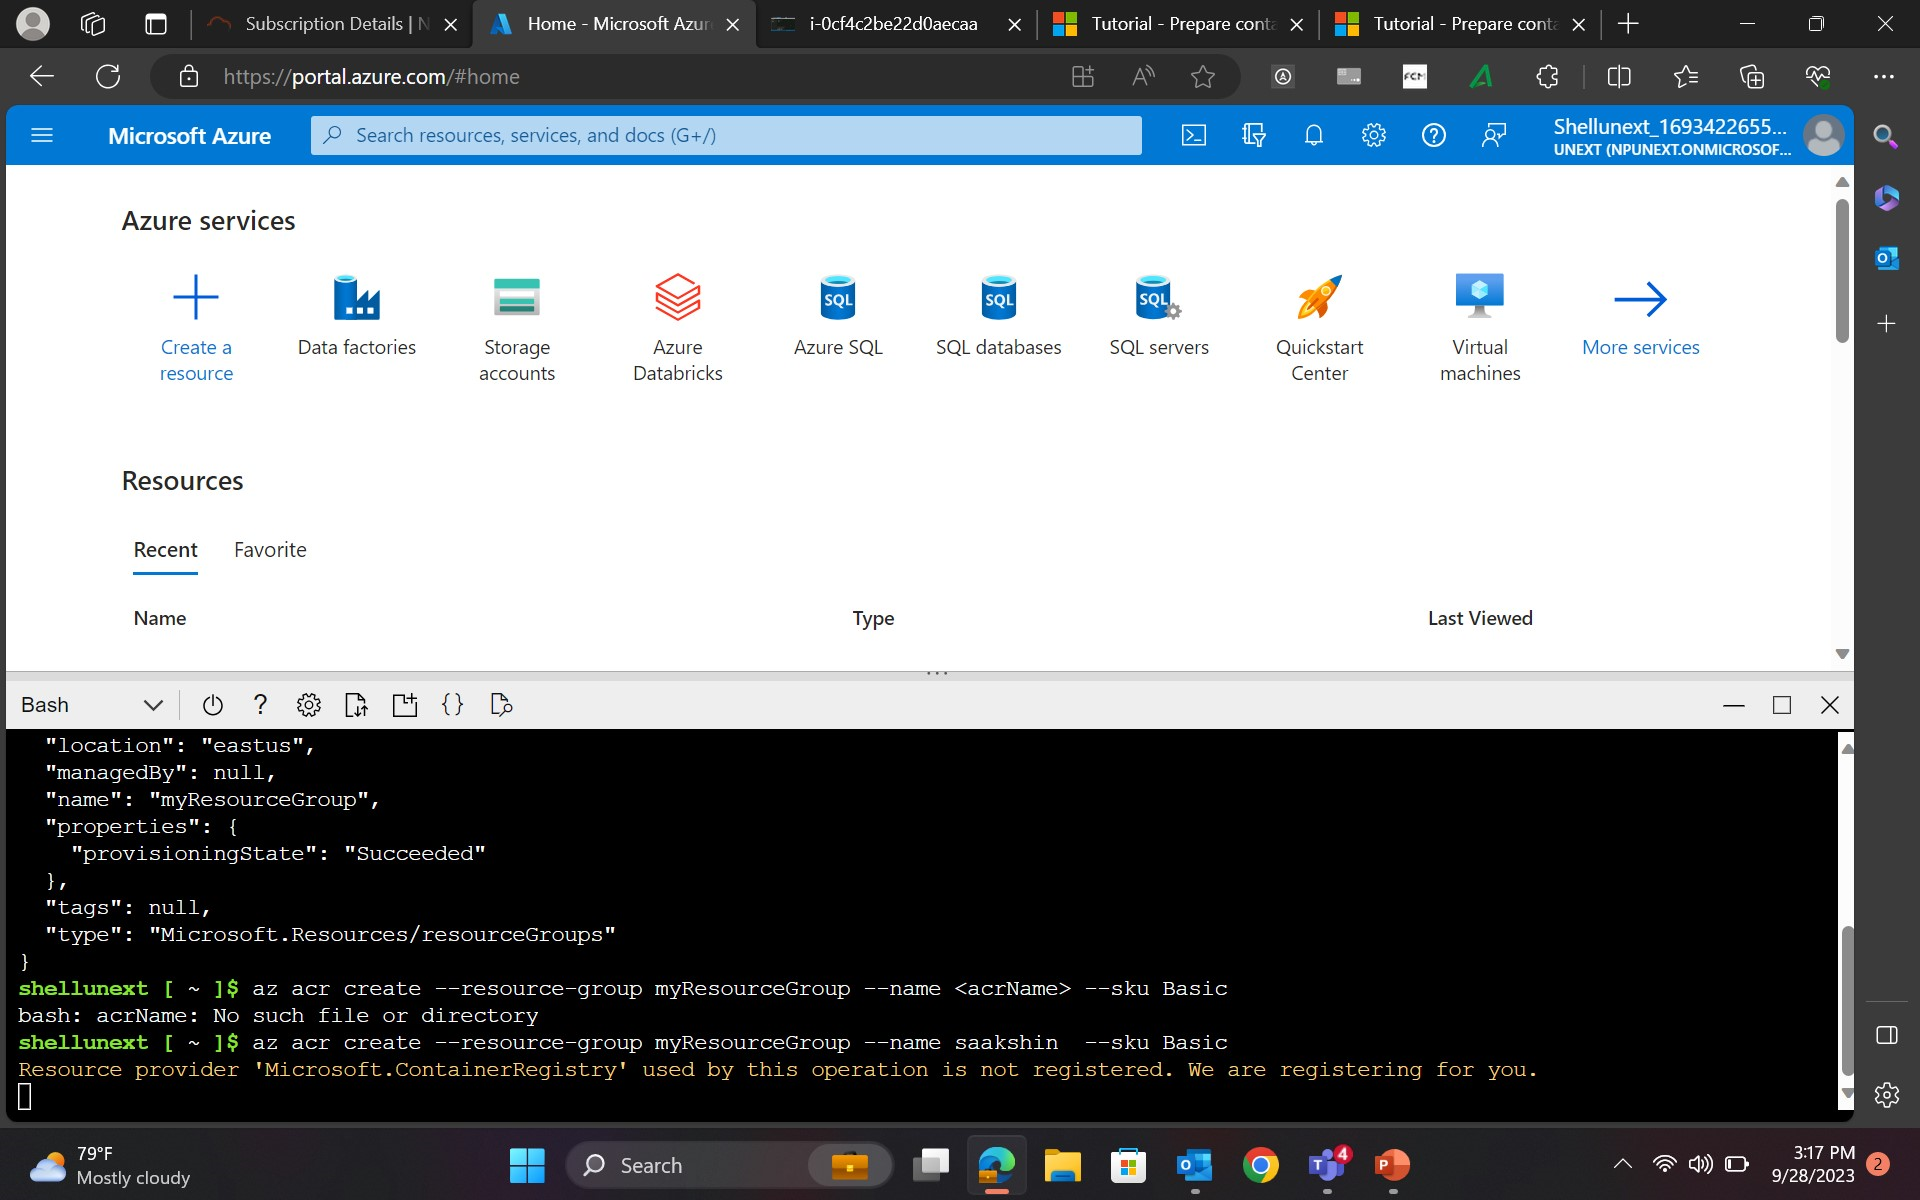 Subscription Details | N
Home - Microsoft Azur
i-0cf4c2be22d0aecaa
Tutorial - Prepare conta
Tutorial - Prepare conta
https://portal.azure.com/#home
FCM
Microsoft Azure
Search resources, services, and docs (G+/)
Shellunext_1693422655...
UNEXT (NPUNEXT.ONMICROSOF...
Azure services
Create a
resource
Data factories
Storage
accounts
Azure
Databricks
SQL
Azure SQL
SQL
SQL databases
SQL
SQL servers
Quickstart
Center
Virtual
machines
More services
Resources
Recent
Favorite
Name
Type
Last Viewed
Bash
"location": "eastus",
"managedBy": null,
"name": "myResourceGroup",
"properties": {
"provisioningState": "Succeeded"
},
"tags": null,
"type": "Microsoft.Resources/resourceGroups"
}
shellunext [ ~ ]$ az acr create --resource-group myResourceGroup --name <acrName> --sku Basic
bash: acrName: No such file or directory
shellunext [ ~ ]$ az acr create --resource-group myResourceGroup --name saakshin  --sku Basic
Resource provider 'Microsoft.ContainerRegistry' used by this operation is not registered. We are registering for you.
79°F
Mostly cloudy
Search
4
3:17 PM
9/28/2023
2